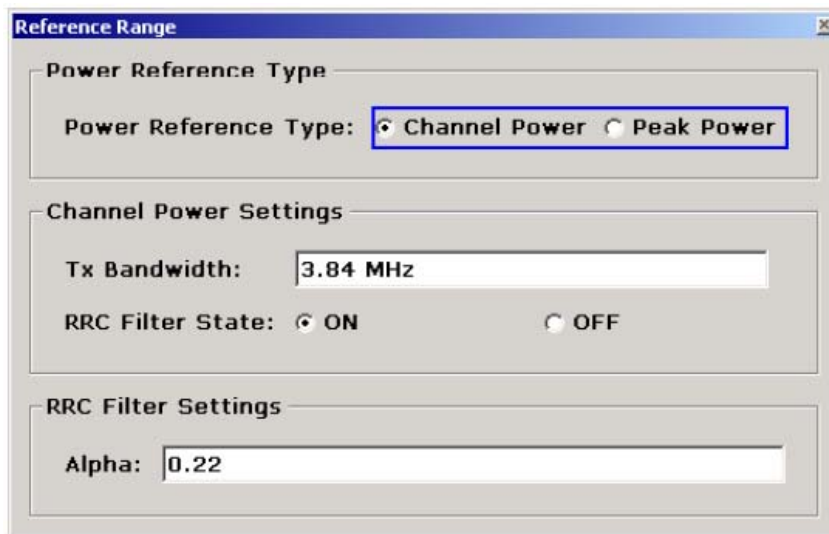 Reference Range
Power Reference Type
Power Reference Type: Channel Power Peak Power
Channel Power Settings
Tx Bandwidth: 3.84 MHz
RRC Filter State: ON OFF
RRC Filter Settings
Alpha: 0.22